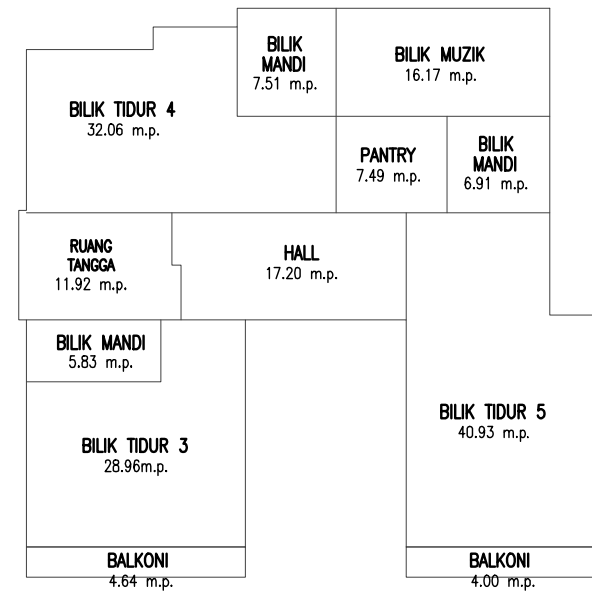 BILIK
MANDI
7.51 m.p.
BILIK MUZIK
16.17 m.p.
BILIK TIDUR 4
32.06 m.p.
PANTRY
7.49 m.p.
BILIK
MANDI
6.91 m.p.
RUANG
TANGGA
11.92 m.p.
HALL
17.20 m.p.
BILIK MANDI
5.83 m.p.
BILIK TIDUR 5
40.93 m.p.
BILIK TIDUR 3
28.96m.p.
BALKONI
4.64 m.p.
BALKONI
4.00 m.p.